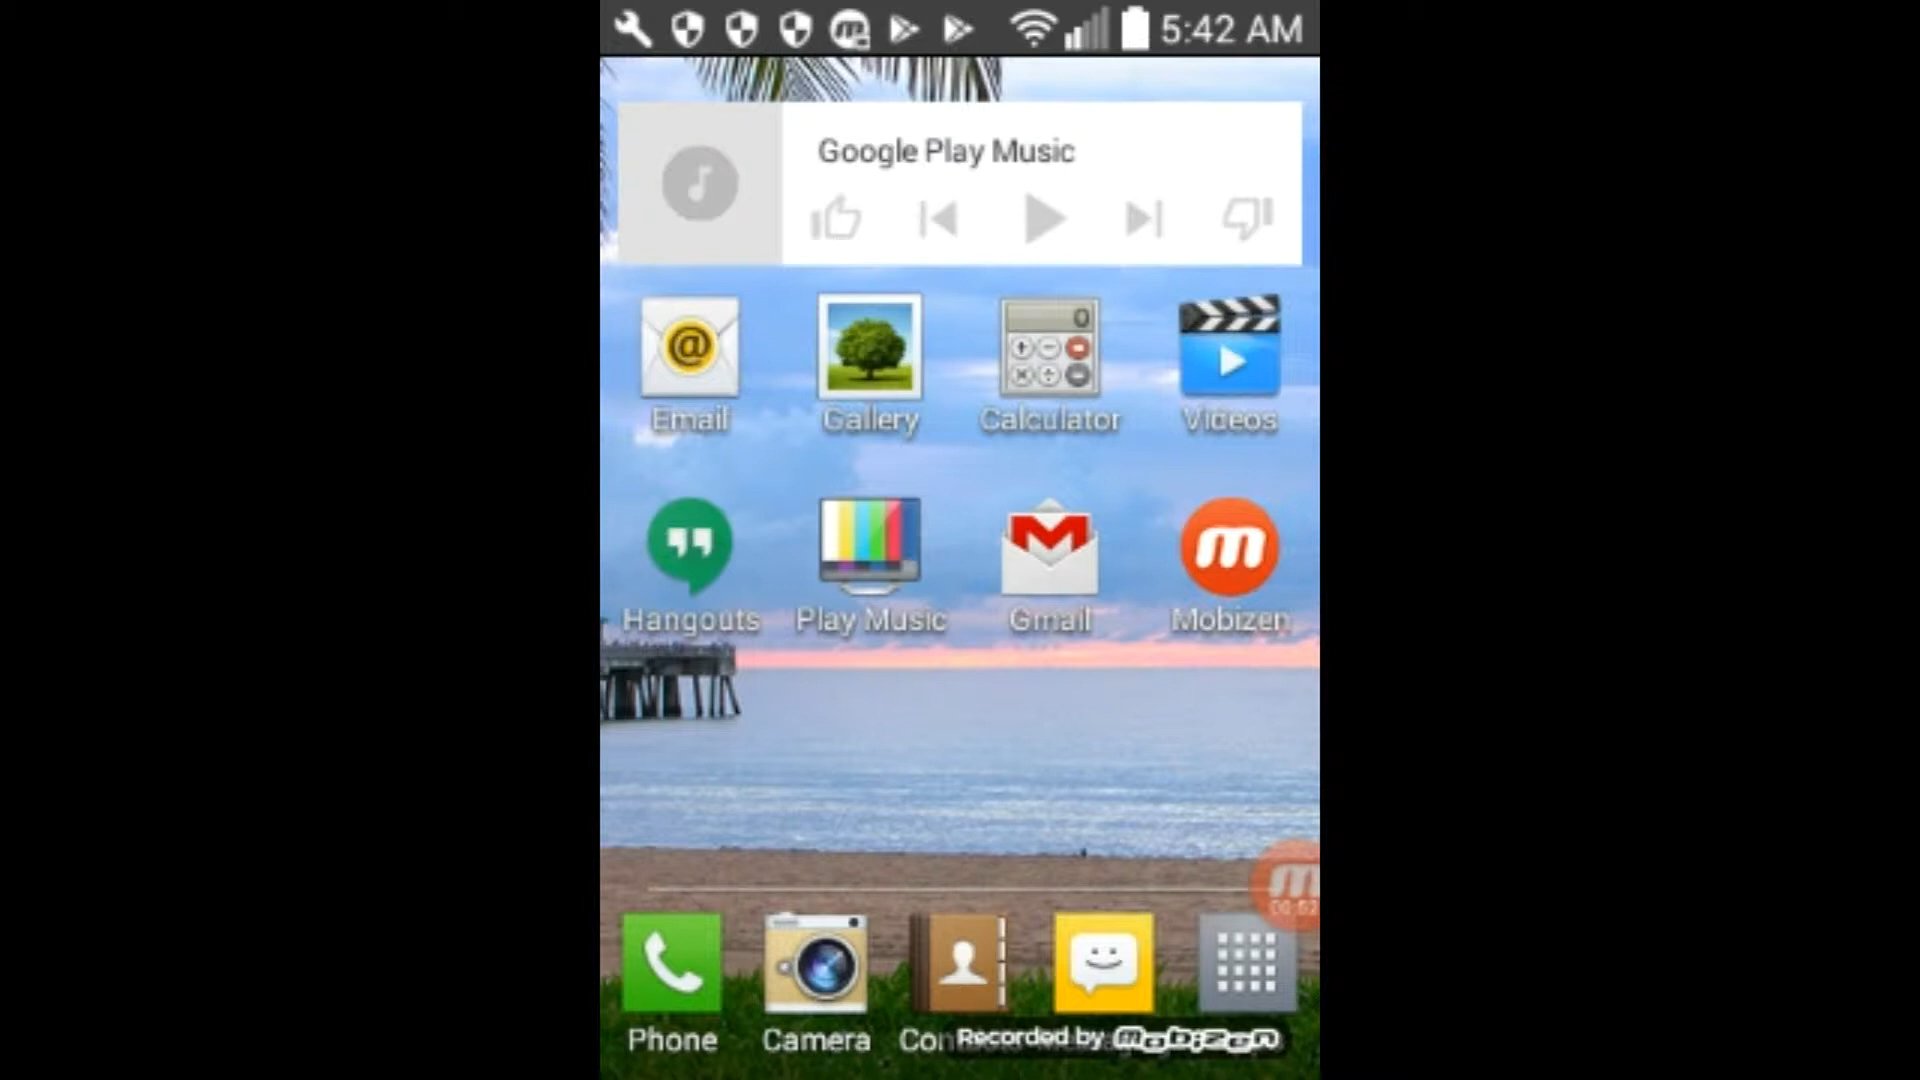 5:42 AM
Google Play Music
0
Email Gallery Calculator Videos
Hangouts Play Music Gmail Mobizen
Phone Camera
Recorded by Mobizen